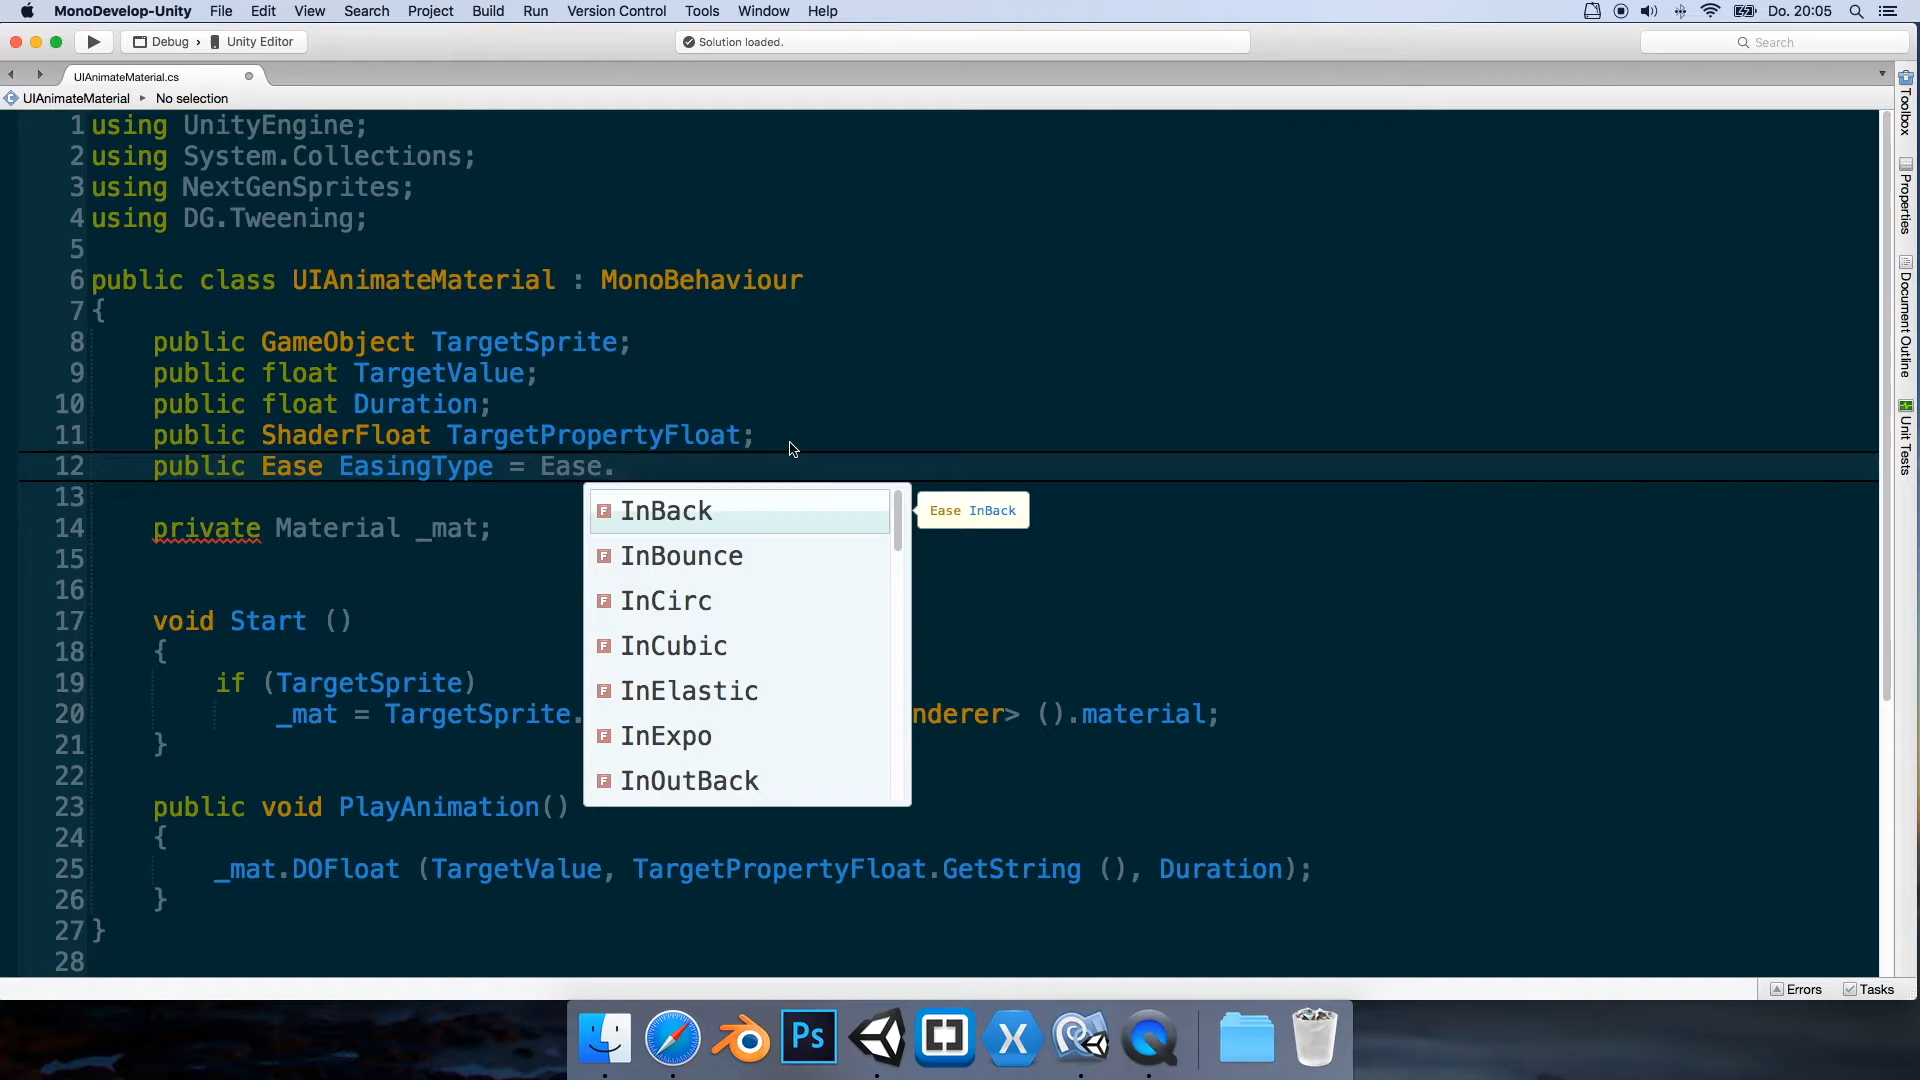 MonoDevelop-Unity File Edit View Search Project Build Run Version Control Tools Window Help Do. 20:05
Debug › Unity Editor Solution loaded. Search
UIAnimateMaterial.cs
UIAnimateMaterial ▸ No selection
1 using UnityEngine;
2 using System.Collections;
3 using NextGenSprites;
4 using DG.Tweening;
5
6 public class UIAnimateMaterial : MonoBehaviour
7 {
8 public GameObject TargetSprite;
9 public float TargetValue;
10 public float Duration;
11 public ShaderFloat TargetPropertyFloat;
12 public Ease EasingType = Ease.
13
14 private Material _mat;
15
16
17 void Start ()
18 {
19 if (TargetSprite)
20 _mat = TargetSprite. nderer> ().material;
21 }
22
23 public void PlayAnimation()
24 {
25 _mat.DOFloat (TargetValue, TargetPropertyFloat.GetString (), Duration);
26 }
27 }
28
F InBack
F InBounce
F InCirc
F InCubic
F InElastic
F InExpo
F InOutBack
Ease InBack
Toolbox
Properties
Document Outline
Unit Tests
Errors Tasks
Ps
X